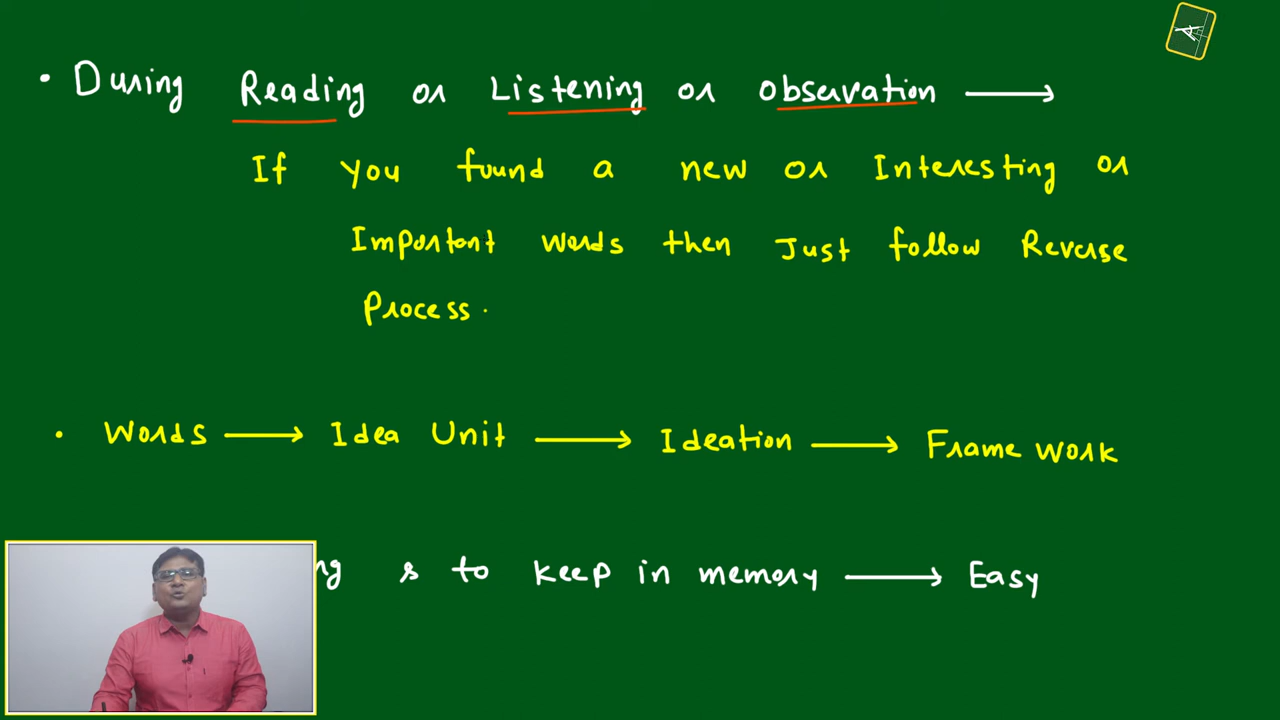 • During Reading or Listening or Observation →
If you found a new or Interesting or
Important words then Just follow Reverse
Process.
• Words → Idea Unit → Ideation → Frame work
to keep in memory → Easy